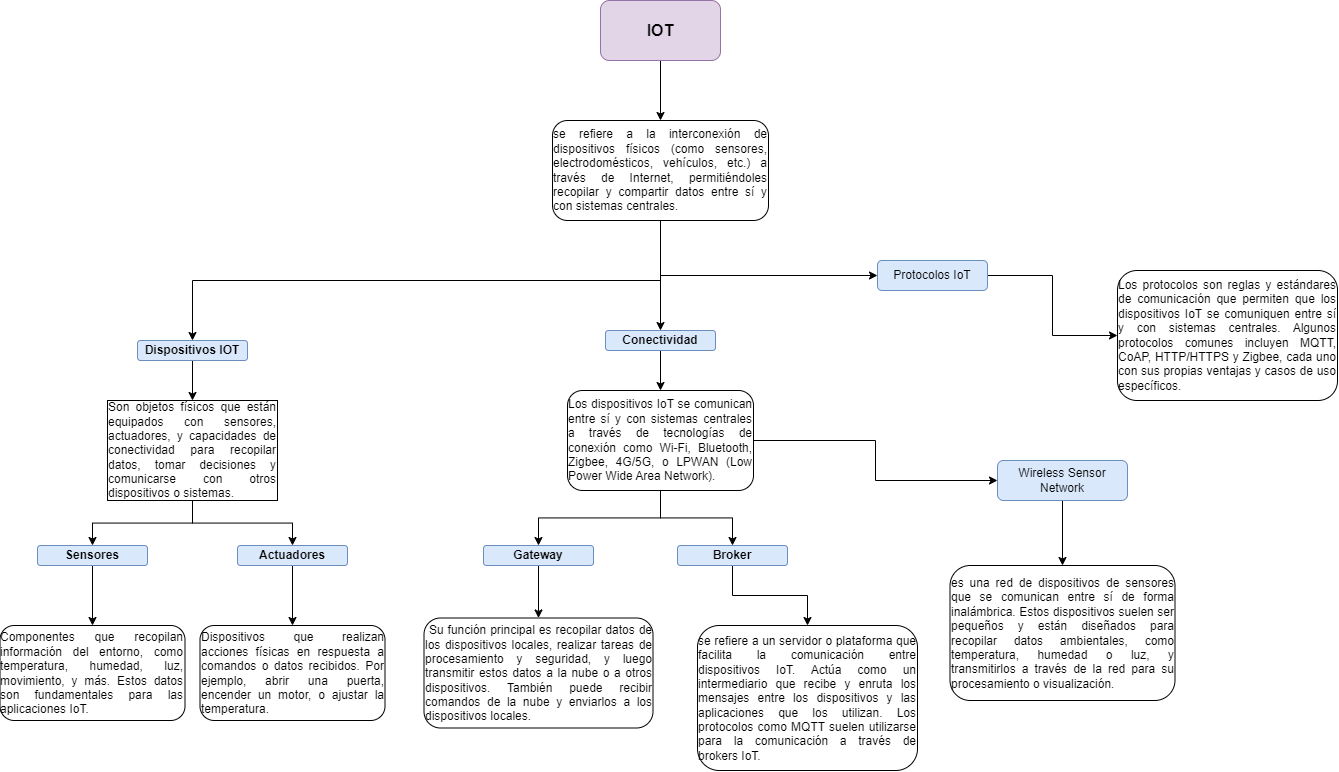 IOT
se refiere a la interconexión de
dispositivos físicos (como sensores,
electrodomésticos, vehículos, etc.) a
través de Internet, permitiéndoles
recopilar y compartir datos entre sí y
con sistemas centrales.
Protocolos IoT
Los protocolos son reglas y estándares
de comunicación que permiten que los
dispositivos IoT se comuniquen entre sí
y con sistemas centrales. Algunos
protocolos comunes incluyen MQTT,
CoAP, HTTP/HTTPS y Zigbee, cada uno
con sus propias ventajas y casos de uso
específicos.
Dispositivos IOT
Son objetos físicos que están
equipados con sensores,
actuadores, y capacidades de
conectividad para recopilar
datos, tomar decisiones y
comunicarse con otros
dispositivos o sistemas.
Conectividad
Los dispositivos IoT se comunican
entre sí y con sistemas centrales
a través de tecnologías de
conexión como Wi-Fi, Bluetooth,
Zigbee, 4G/5G, o LPWAN (Low
Power Wide Area Network).
Wireless Sensor
Network
es una red de dispositivos de sensores
que se comunican entre sí de forma
inalámbrica. Estos dispositivos suelen ser
pequeños y están diseñados para
recopilar datos ambientales, como
temperatura, humedad o luz, y
transmitirlos a través de la red para su
procesamiento o visualización.
Sensores
Componentes que recopilan
información del entorno, como
temperatura, humedad, luz,
movimiento, y más. Estos datos
son fundamentales para las
aplicaciones IoT.
Actuadores
Dispositivos que realizan
acciones físicas en respuesta a
comandos o datos recibidos. Por
ejemplo, abrir una puerta,
encender un motor, o ajustar la
temperatura.
Gateway
Su función principal es recopilar datos de
los dispositivos locales, realizar tareas de
procesamiento y seguridad, y luego
transmitir estos datos a la nube o a otros
dispositivos. También puede recibir
comandos de la nube y enviarlos a los
dispositivos locales.
Broker
se refiere a un servidor o plataforma que
facilita la comunicación entre
dispositivos IoT. Actúa como un
intermediario que recibe y enruta los
mensajes entre los dispositivos y las
aplicaciones que los utilizan. Los
protocolos como MQTT suelen utilizarse
para la comunicación a través de
brokers IoT.